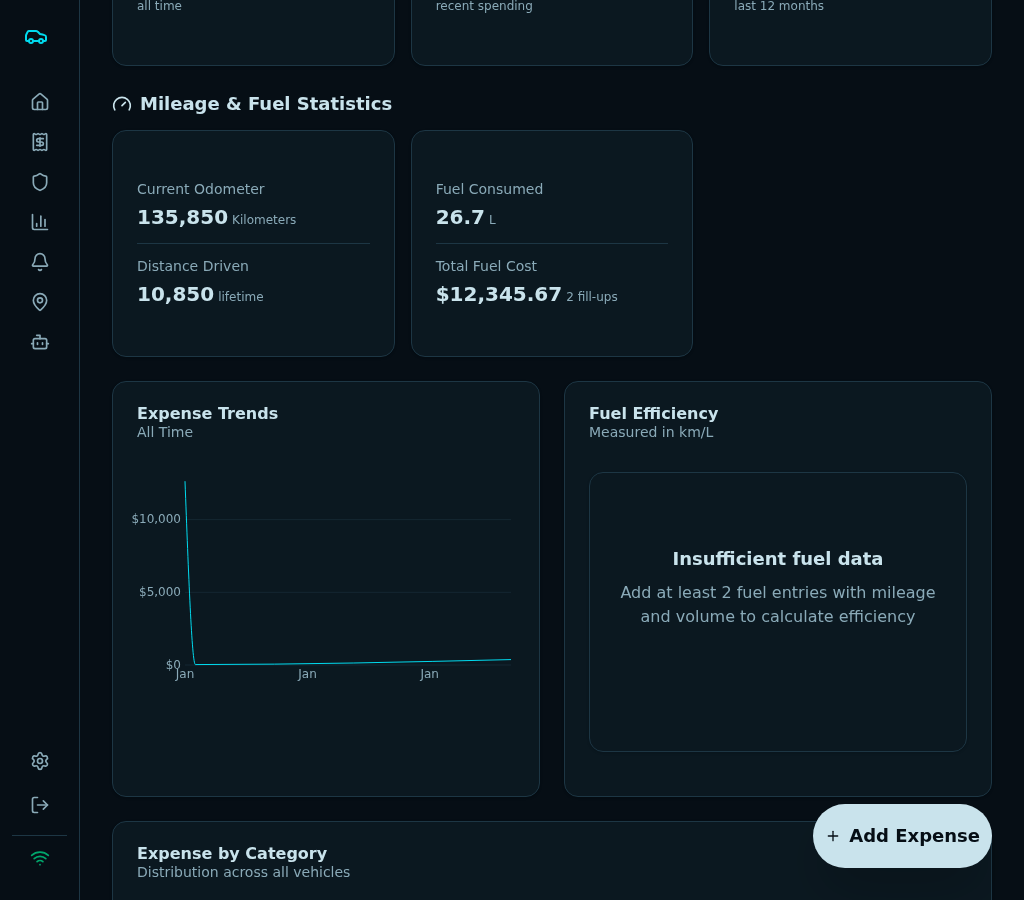 all time
recent spending
last 12 months
Mileage & Fuel Statistics
Current Odometer
135,850 Kilometers
Distance Driven
10,850 lifetime
Fuel Consumed
26.7 L
Total Fuel Cost
$12,345.67 2 fill-ups
Expense Trends
All Time
$10,000
$5,000
$0
Jan Jan Jan
Fuel Efficiency
Measured in km/L
Insufficient fuel data
Add at least 2 fuel entries with mileage
and volume to calculate efficiency
Expense by Category
Distribution across all vehicles
+ Add Expense